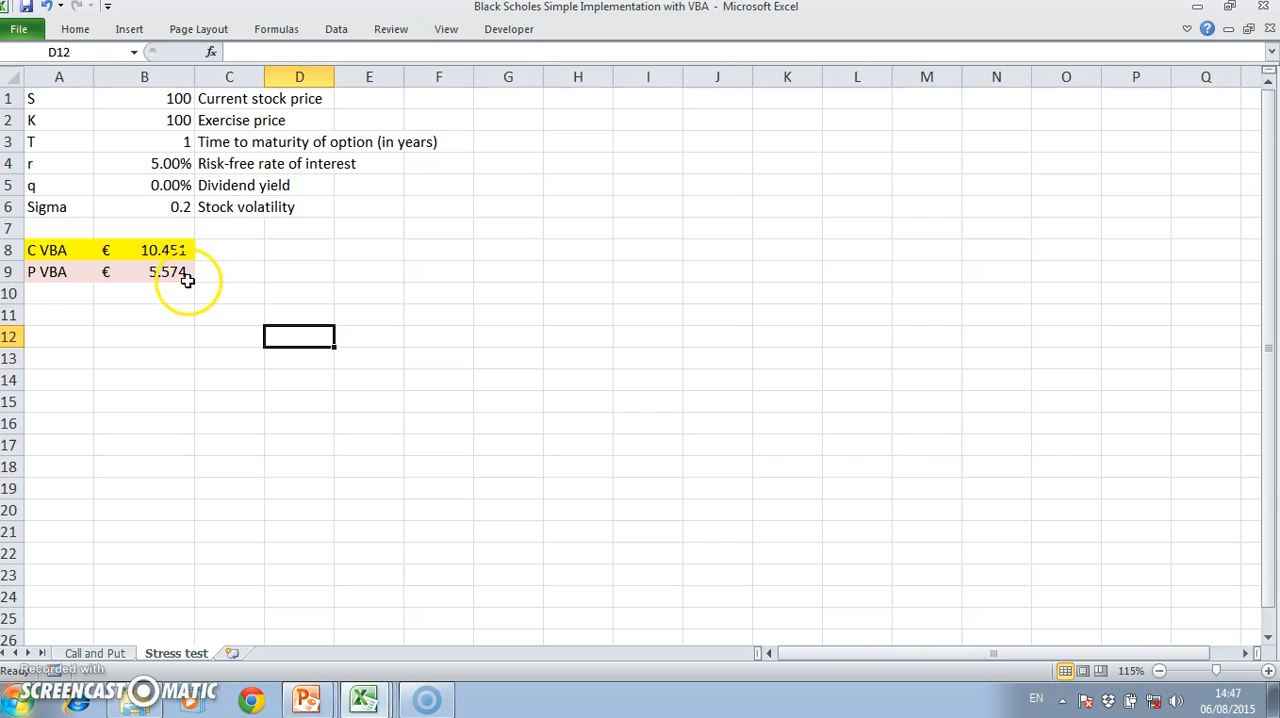 Black Scholes Simple Implementation with VBA - Microsoft Excel
File Home Insert Page Layout Formulas Data Review View Developer
D12 fx
A B C D E F G H I J K L M N O P Q
1 S 100 Current stock price
2 K 100 Exercise price
3 T 1 Time to maturity of option (in years)
4 r 5.00% Risk-free rate of interest
5 q 0.00% Dividend yield
6 Sigma 0.2 Stock volatility
7
8 C VBA € 10.451
9 P VBA € 5.574
10
11
12
13
14
15
16
17
18
19
20
21
22
23
24
25
26
Call and Put Stress test
Ready 115%
Recorded with
SCREENCAST MATIC
EN 14:47
06/08/2015